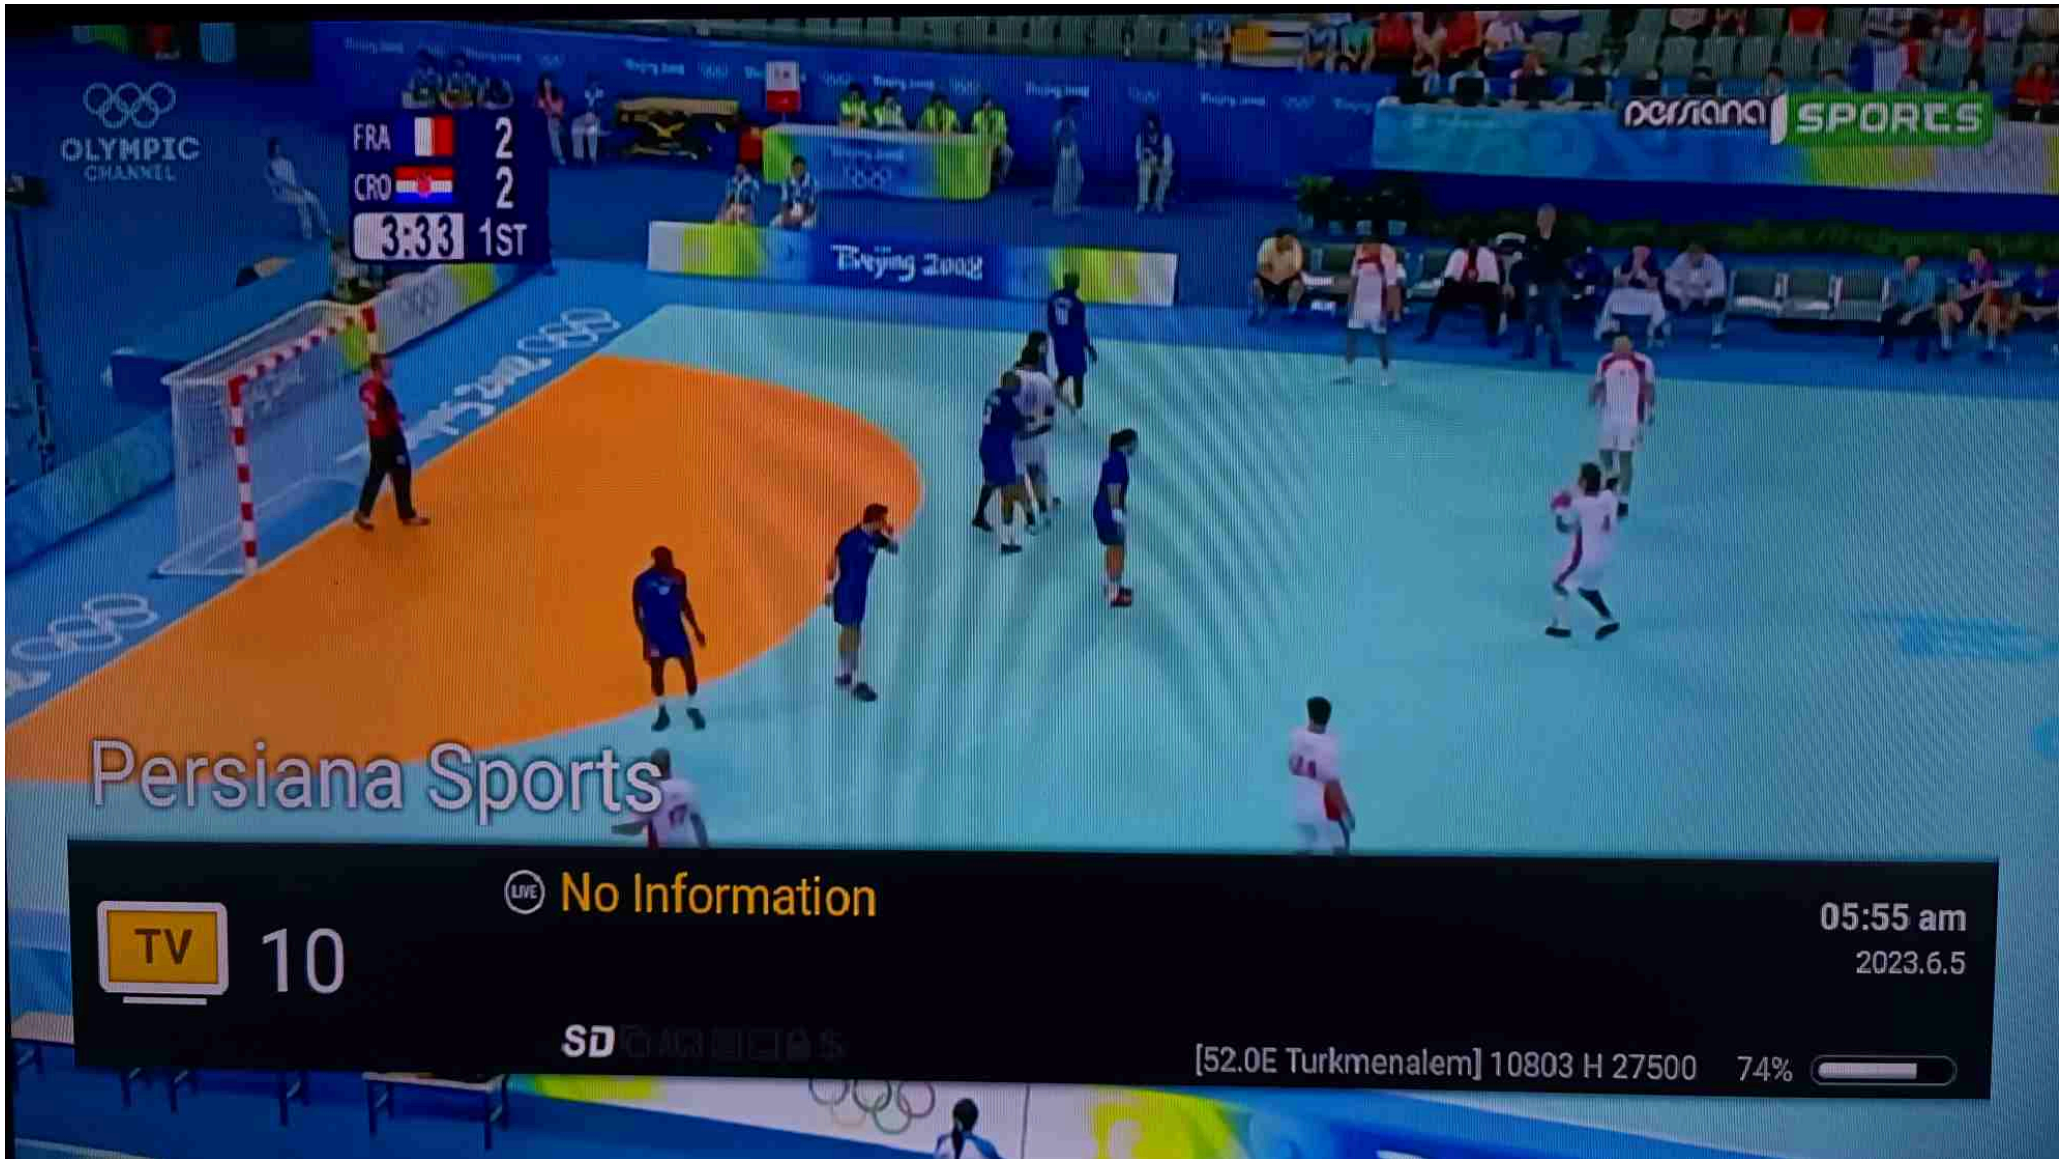 OLYMPIC
CHANNEL
FRA 2
CRO 2
3:33 1ST
persiana SPORTS
Beijing 2008
Persiana Sports
TV 10
LIVE No Information
05:55 am
2023.6.5
SD
[52.0E Turkmenalem] 10803 H 27500 74%